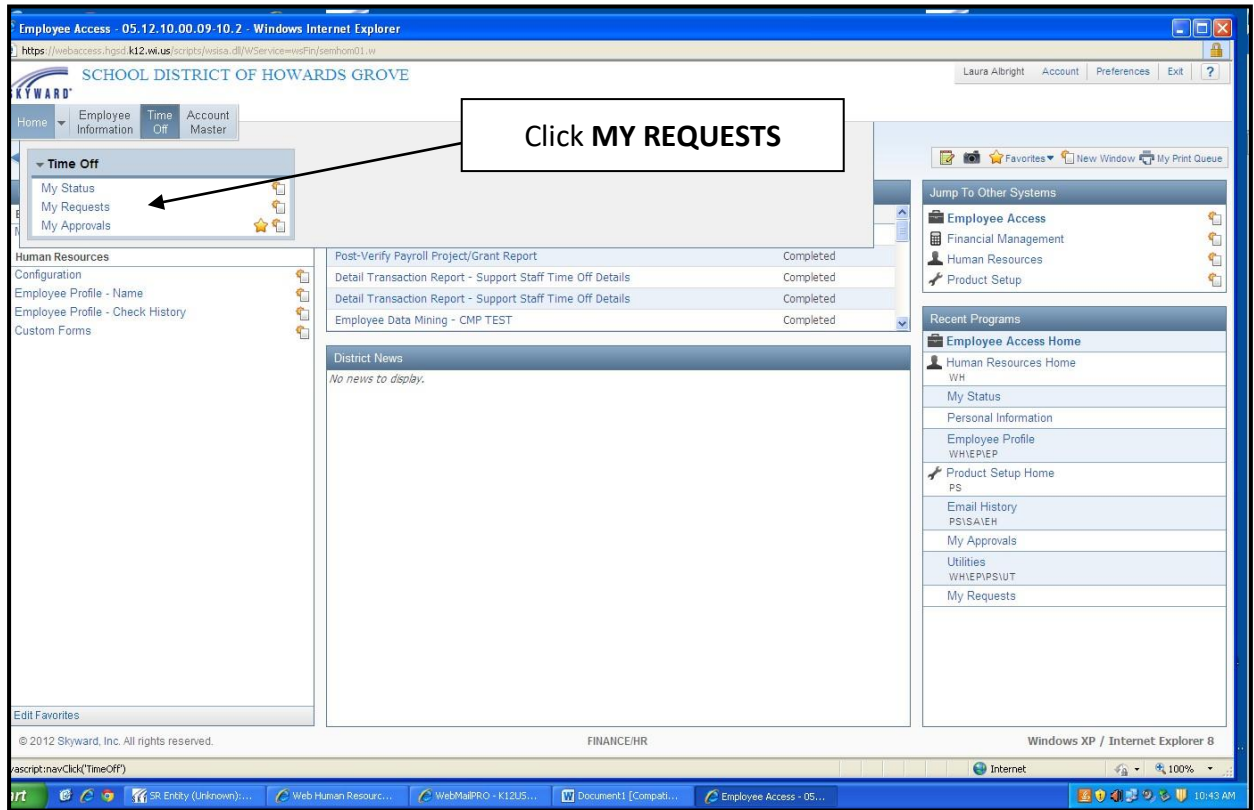 Employee Access - 05.12.10.00.09-10.2 - Windows Internet Explorer
https://webaccess.hgsd.k12.wi.us/scripts/wsisa.dll/WService=wsFin/semhom01.w
SKYWARD
SCHOOL DISTRICT OF HOWARDS GROVE
Laura Albright Account Preferences Exit ?
Home Employee Information Time Off Account Master
Click MY REQUESTS
Favorites New Window My Print Queue
Time Off
My Status
My Requests
My Approvals
Human Resources
Configuration
Employee Profile - Name
Employee Profile - Check History
Custom Forms
Edit Favorites
Post-Verify Payroll Project/Grant Report Completed
Detail Transaction Report - Support Staff Time Off Details Completed
Detail Transaction Report - Support Staff Time Off Details Completed
Employee Data Mining - CMP TEST Completed
District News
No news to display.
Jump To Other Systems
Employee Access
Financial Management
Human Resources
Product Setup
Recent Programs
Employee Access Home
Human Resources Home
WH
My Status
Personal Information
Employee Profile
WH\EP\EP
Product Setup Home
PS
Email History
PS\SA\EH
My Approvals
Utilities
WH\EP\PS\UT
My Requests
© 2012 Skyward, Inc. All rights reserved. FINANCE/HR Windows XP / Internet Explorer 8
vascript:navClick('TimeOff') Internet 100%
art SR Entity (Unknown):... Web Human Resourc... WebMailPRO - K12US... Document1 [Compati... Employee Access - 05... 10:43 AM